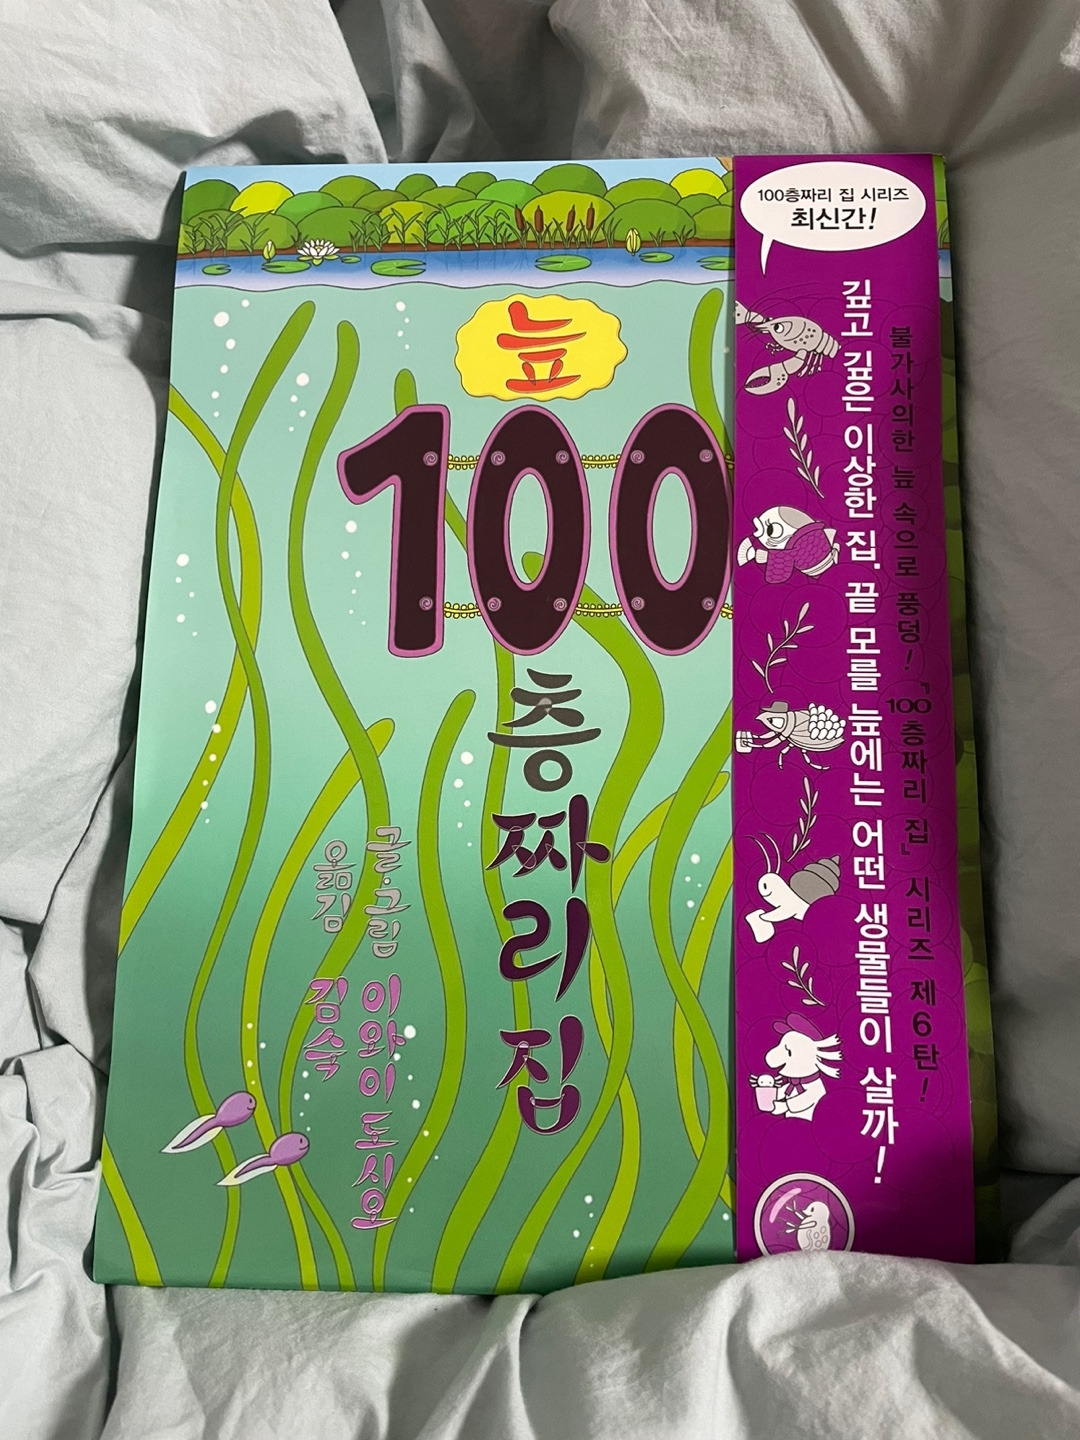 늪
100
층짜리 집
글·그림 이와이 도시오
옮김 김숙
100층짜리 집 시리즈
최신간!
깊고 깊은 이상한 집. 끝 모를 늪에는 어떤 생물들이 살까!
불가사의한 늪 속으로 풍덩! 『100층짜리 집』 시리즈 제6탄!